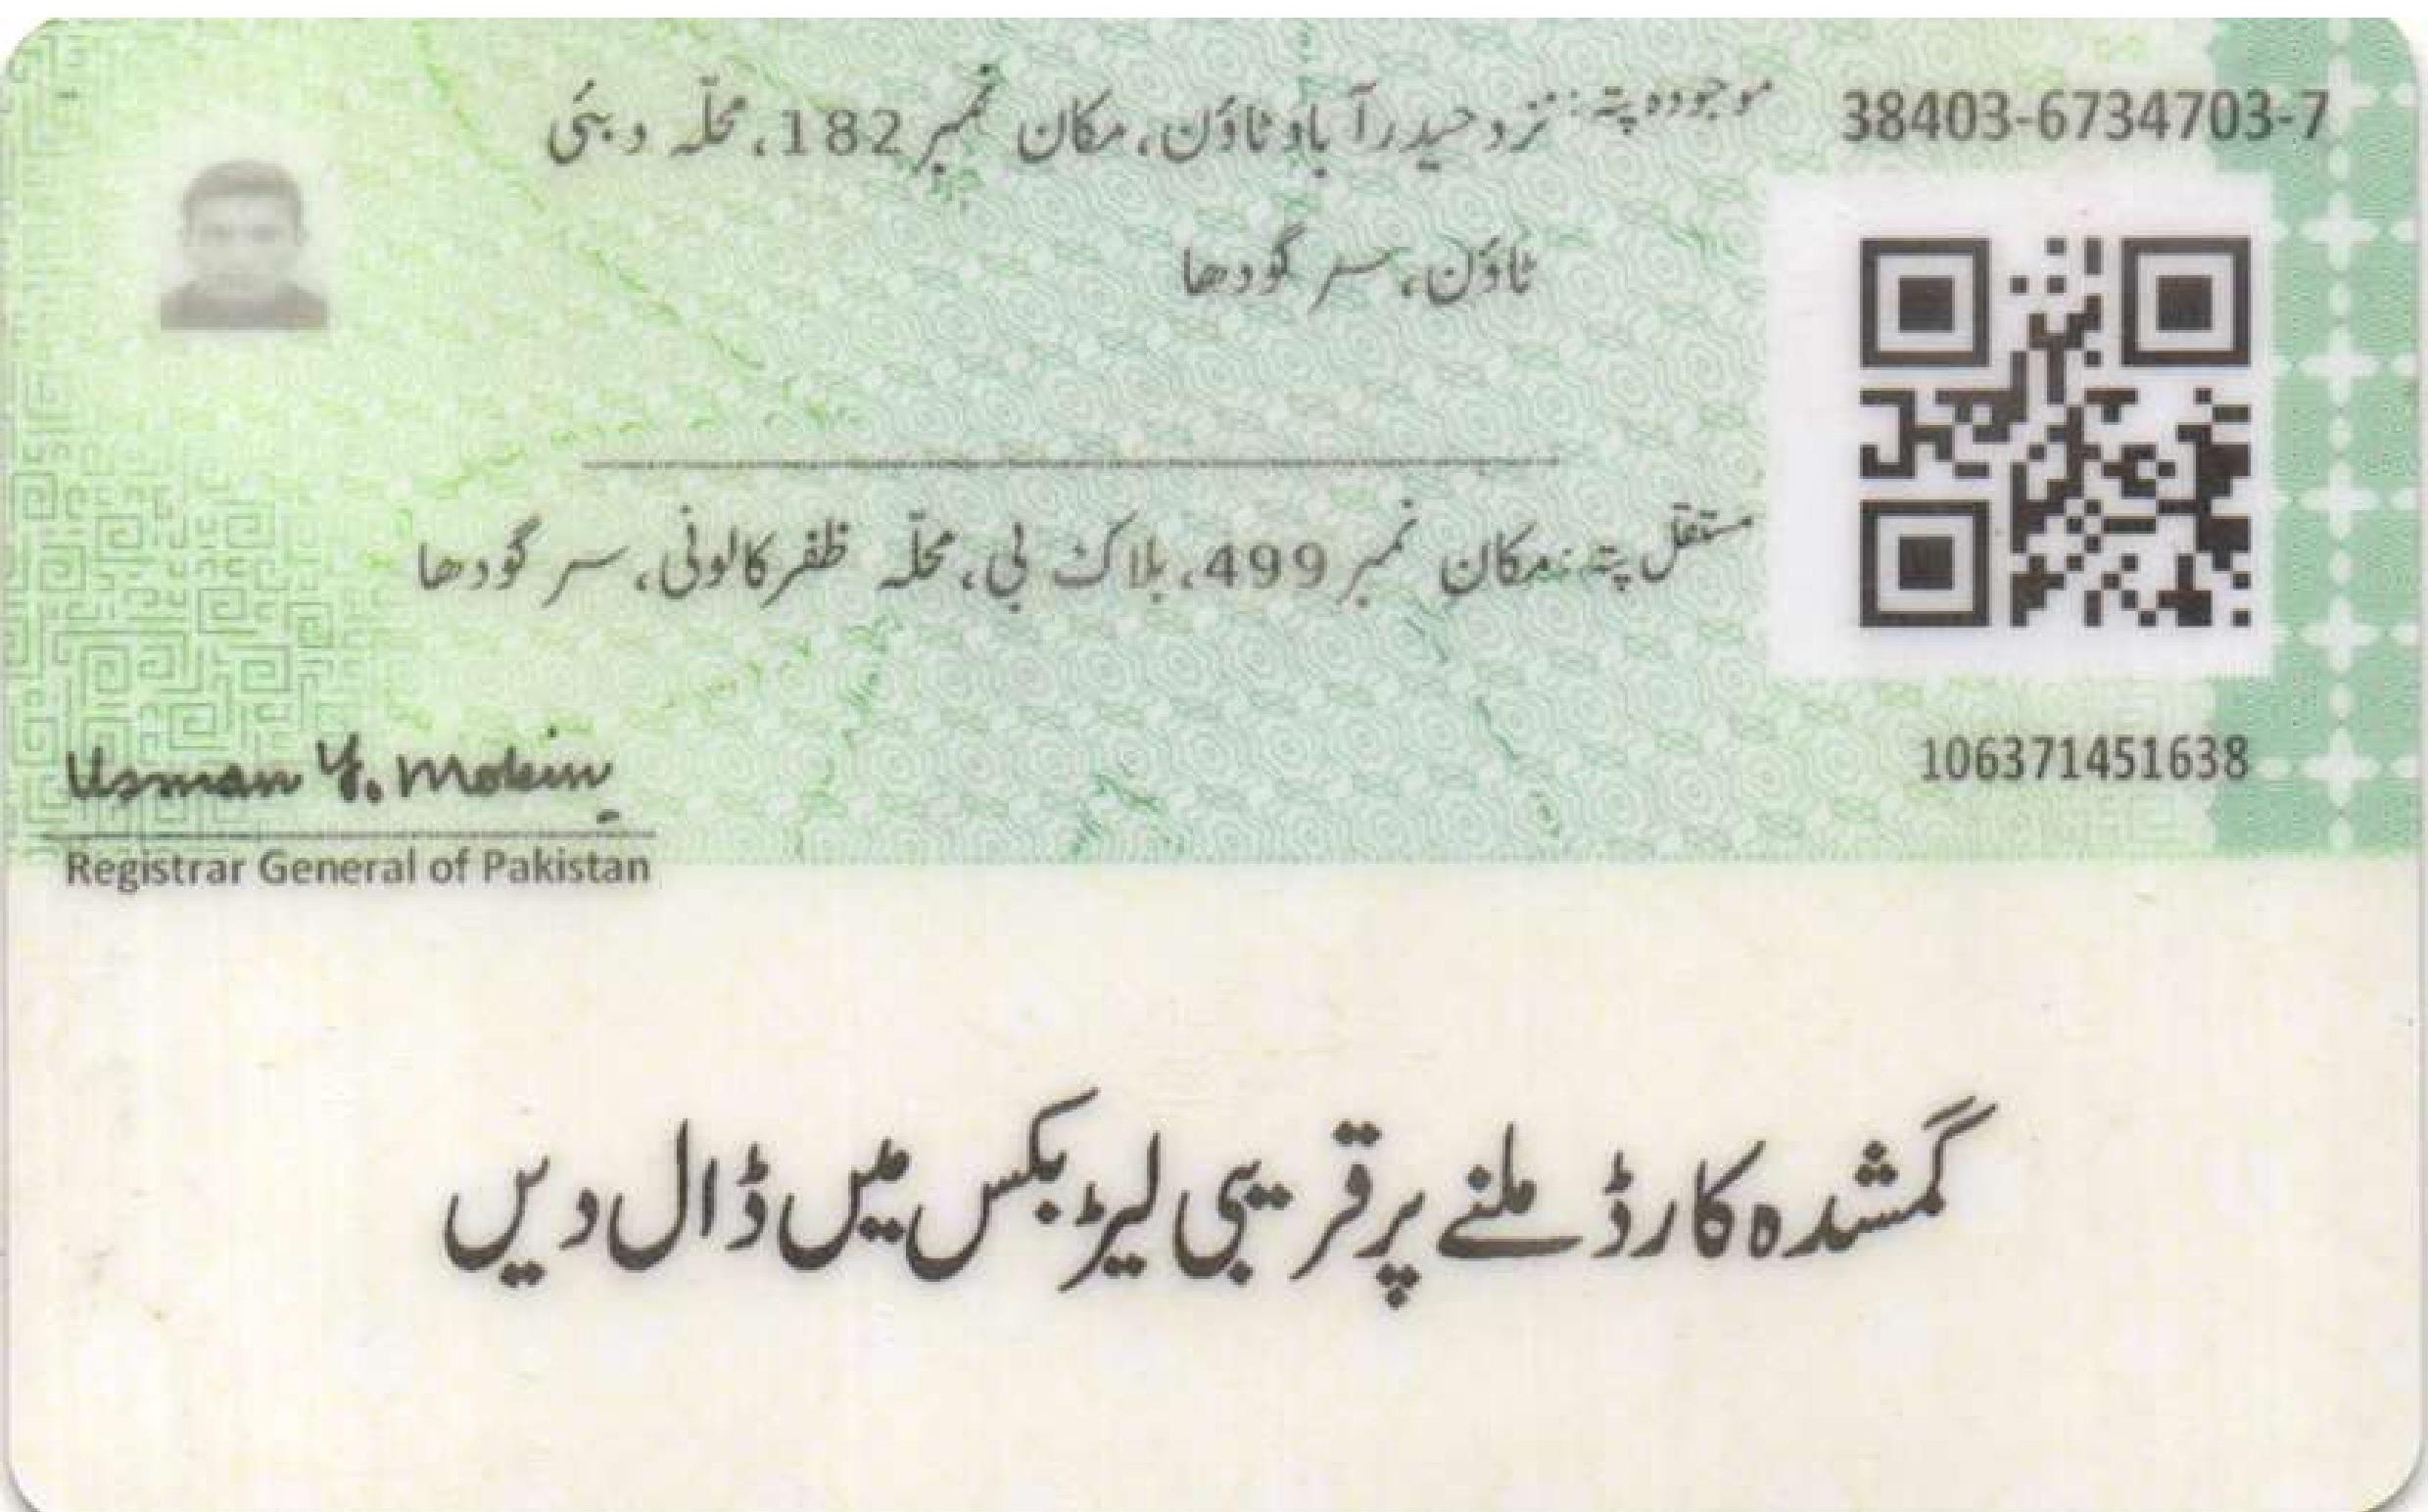 38403-6734703-7
موجودہ پتہ: نزد حیدر آباد ٹاؤن، مکان نمبر 182، محلّہ دبئی
ٹاؤن، سرگودھا
مستقل پتہ: مکان نمبر 499، بلاک بی، محلّہ ظفر کالونی، سرگودھا
106371451638
Usman Y. Mobin
Registrar General of Pakistan
گمشدہ کارڈ ملنے پر قریبی لیٹر بکس میں ڈال دیں